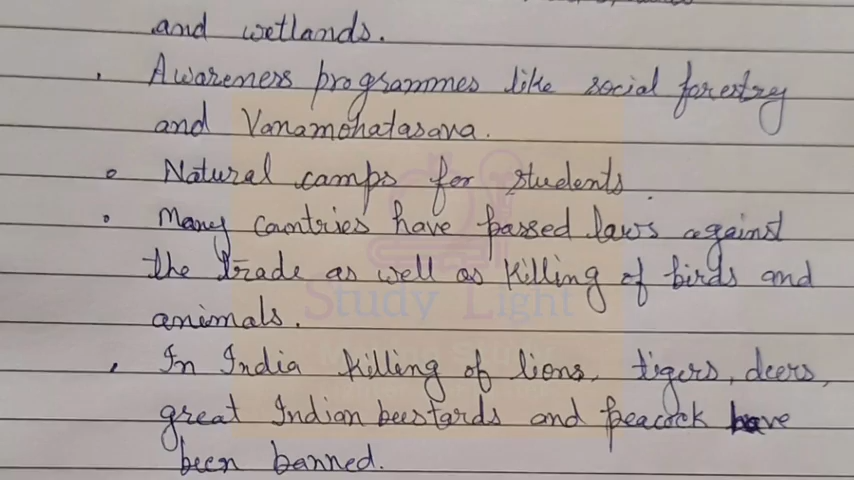 and wetlands.
. Awareness programmes like social forestry
and Vanamohatasava.
• Natural camps for students.
• Many countries have passed laws against
the trade as well as killing of birds and
Study Light
animals.
• In India killing of lions, tigers, deers,
great Indian beestards and peacock have
been banned.